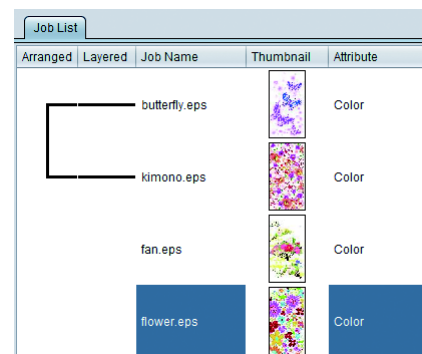 Job List
Arranged Layered Job Name Thumbnail Attribute
butterfly.eps Color
kimono.eps Color
fan.eps Color
flower.eps Color